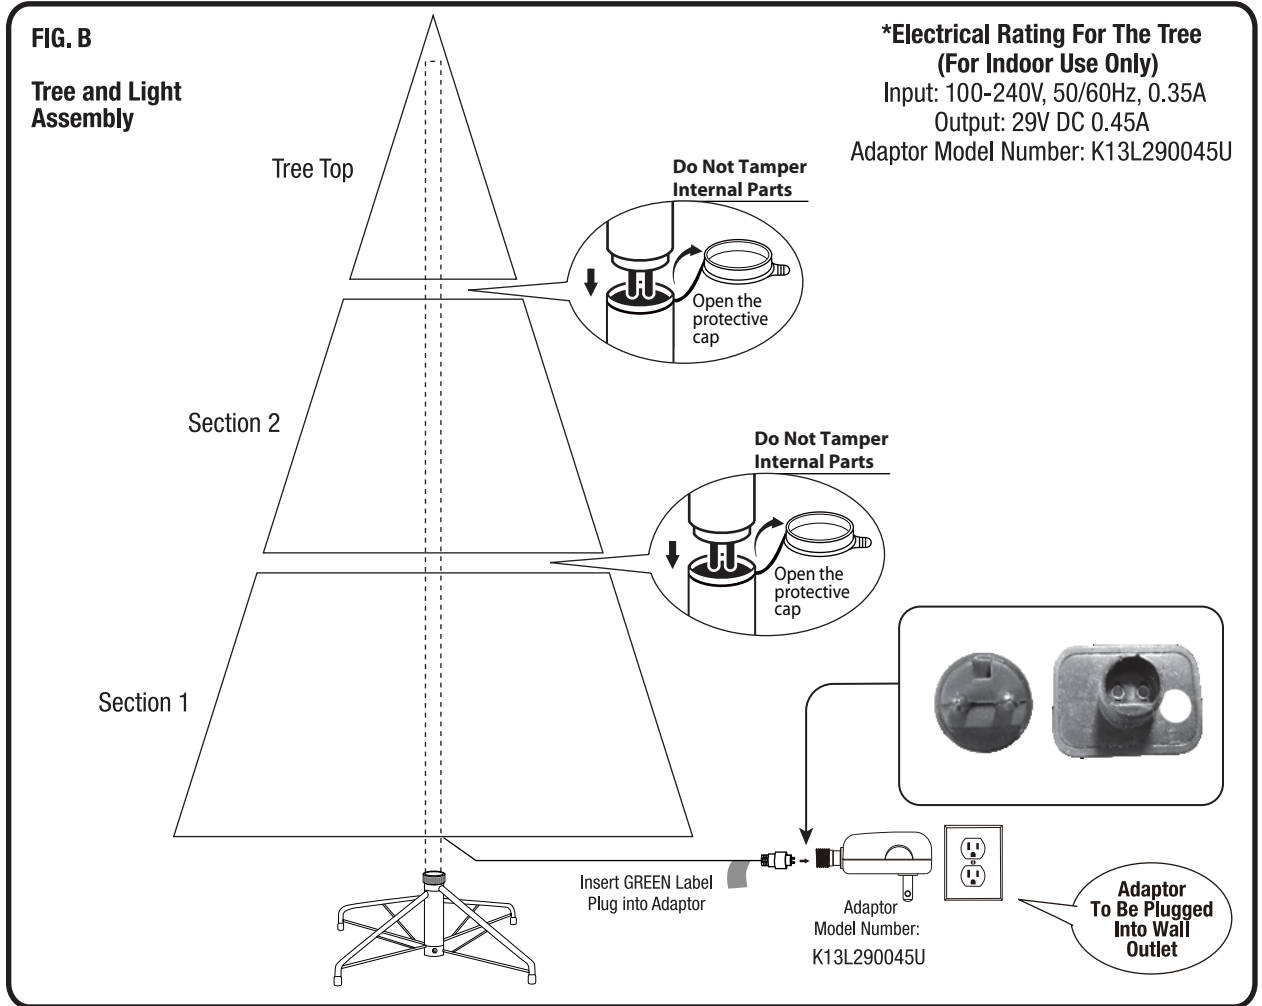 FIG. B
Tree and Light
Assembly
*Electrical Rating For The Tree
(For Indoor Use Only)
Input: 100-240V, 50/60Hz, 0.35A
Output: 29V DC 0.45A
Adaptor Model Number: K13L290045U
Tree Top
Do Not Tamper
Internal Parts
Open the
protective
cap
Section 2
Do Not Tamper
Internal Parts
Open the
protective
cap
Section 1
Insert GREEN Label
Plug into Adaptor
Adaptor
Model Number:
K13L290045U
Adaptor
To Be Plugged
Into Wall
Outlet